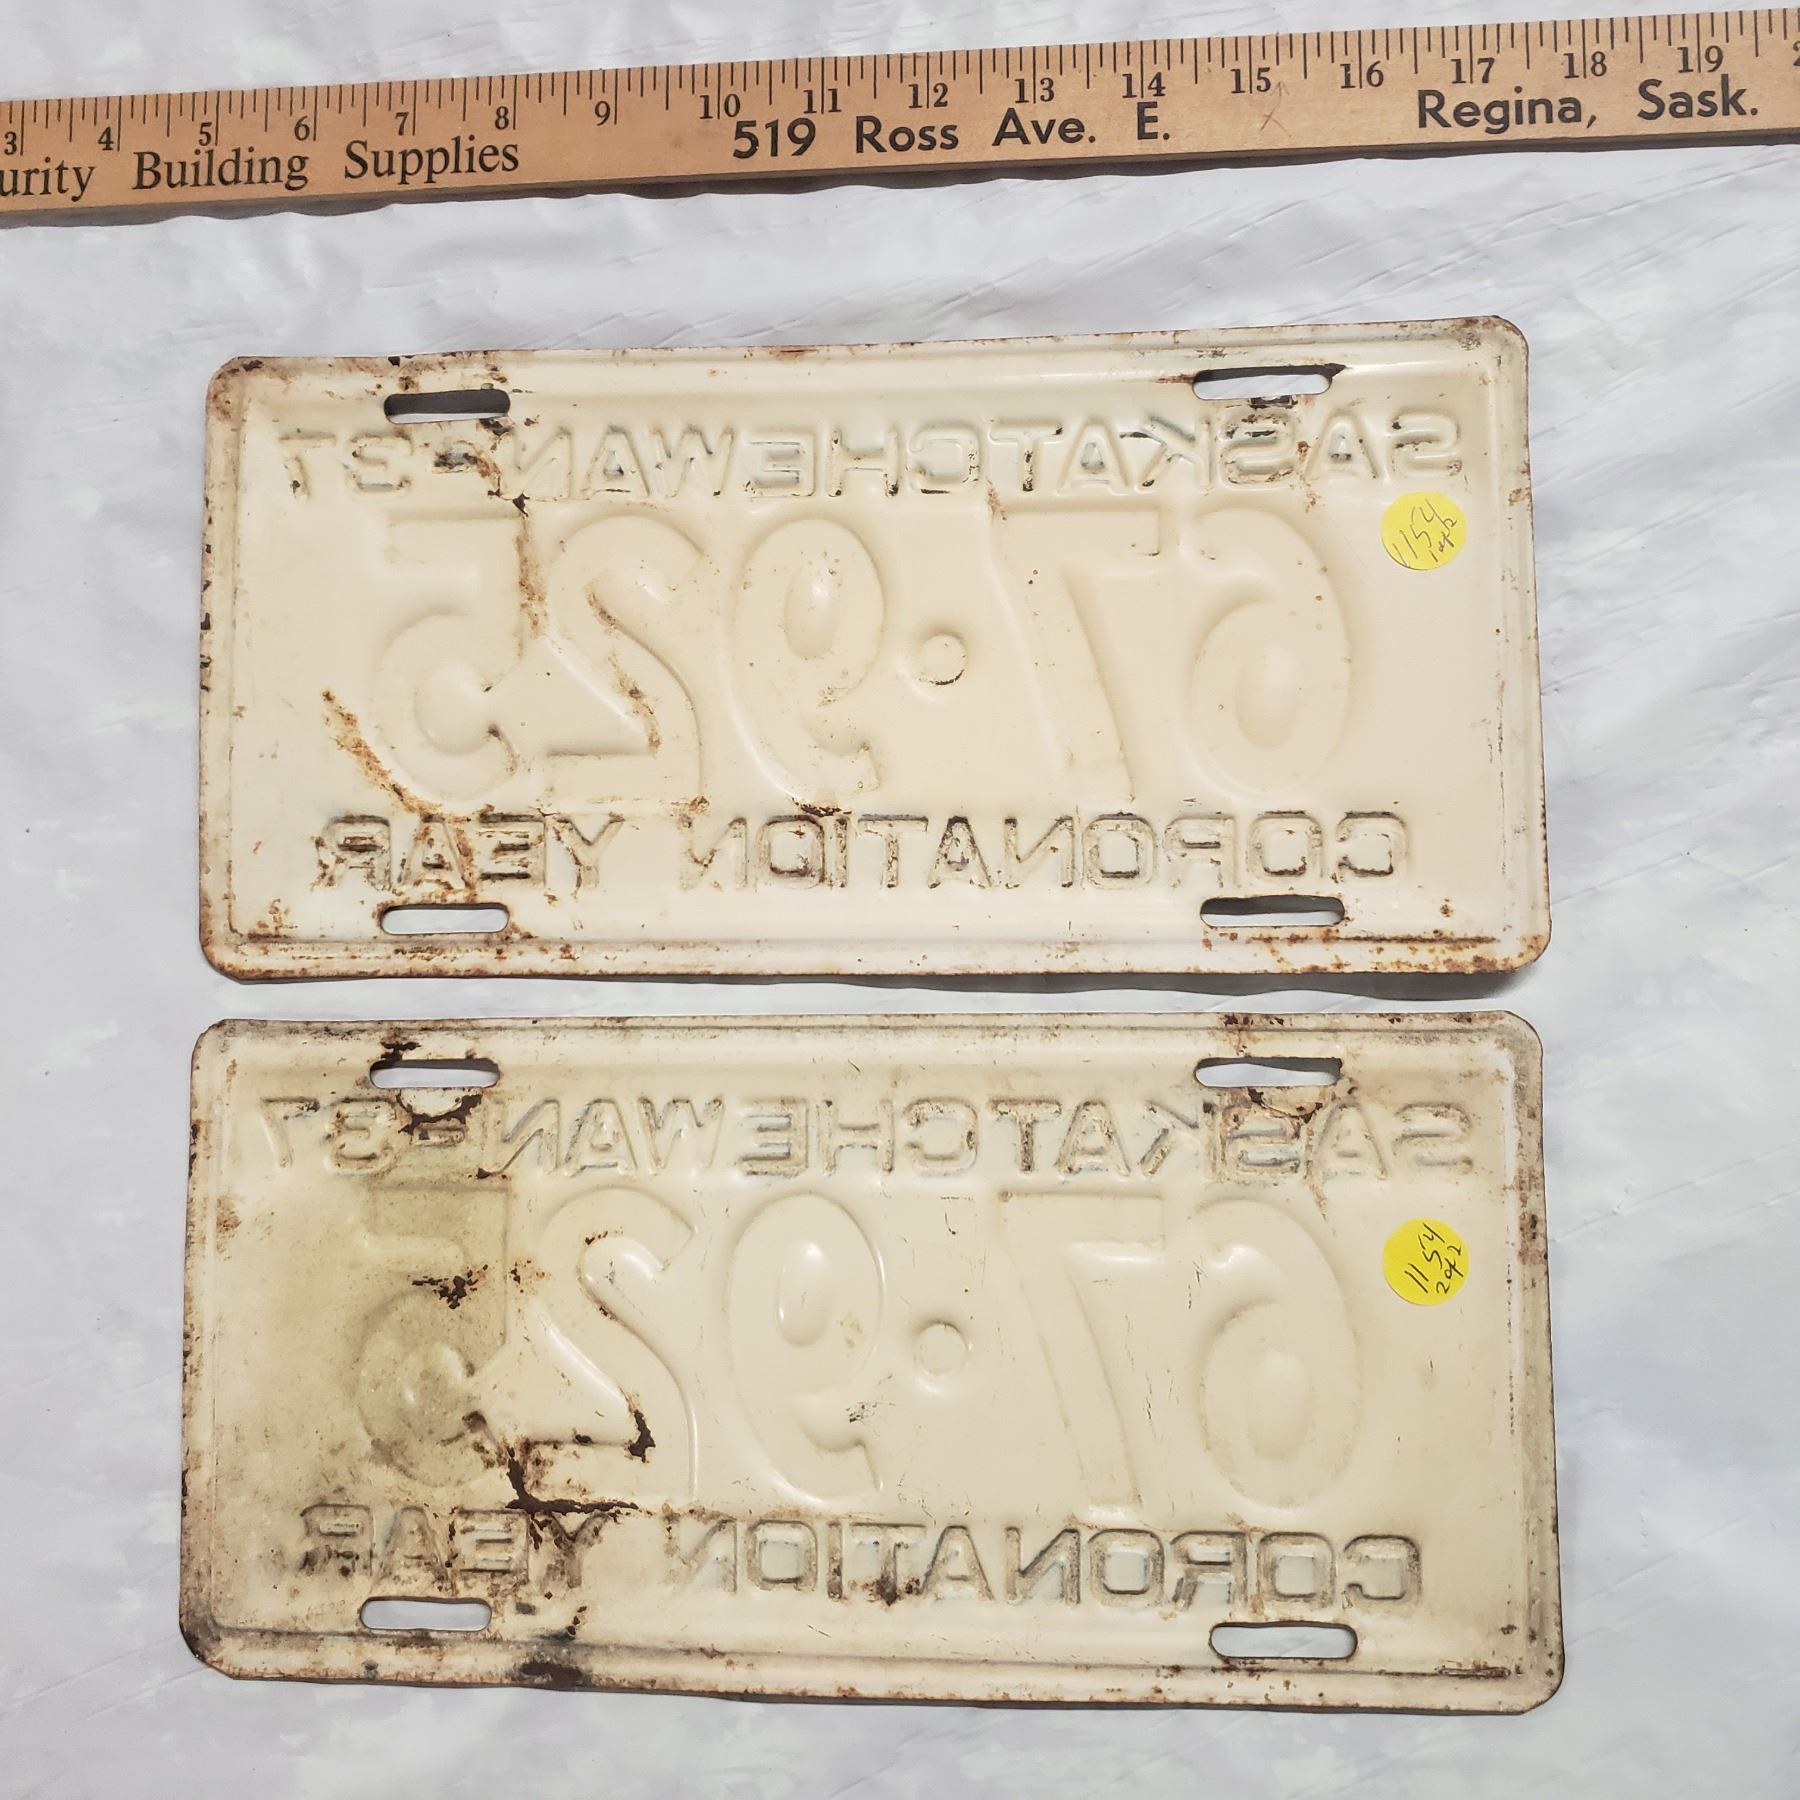 3 4 5 6 7 8 9 10 11 12 13 14 15 16 17 18 19 2
urity Building Supplies 519 Ross Ave. E. Regina, Sask.
SASKATCHEWAN-37
67·925
1154
1 of 2
CORONATION YEAR
SASKATCHEWAN-37
67·925
1154
2 of 2
CORONATION YEAR